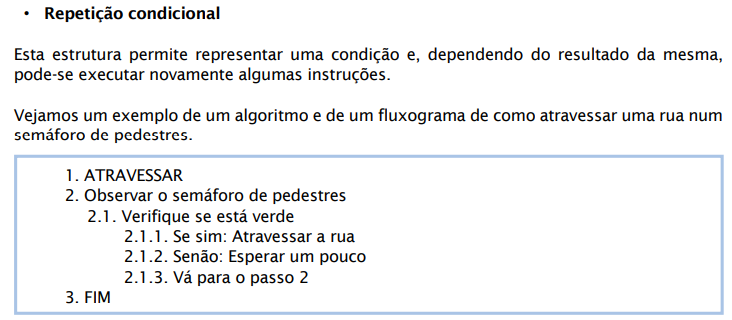 • Repetição condicional
Esta estrutura permite representar uma condição e, dependendo do resultado da mesma,
pode-se executar novamente algumas instruções.
Vejamos um exemplo de um algoritmo e de um fluxograma de como atravessar uma rua num
semáforo de pedestres.
1. ATRAVESSAR
2. Observar o semáforo de pedestres
2.1. Verifique se está verde
2.1.1. Se sim: Atravessar a rua
2.1.2. Senão: Esperar um pouco
2.1.3. Vá para o passo 2
3. FIM